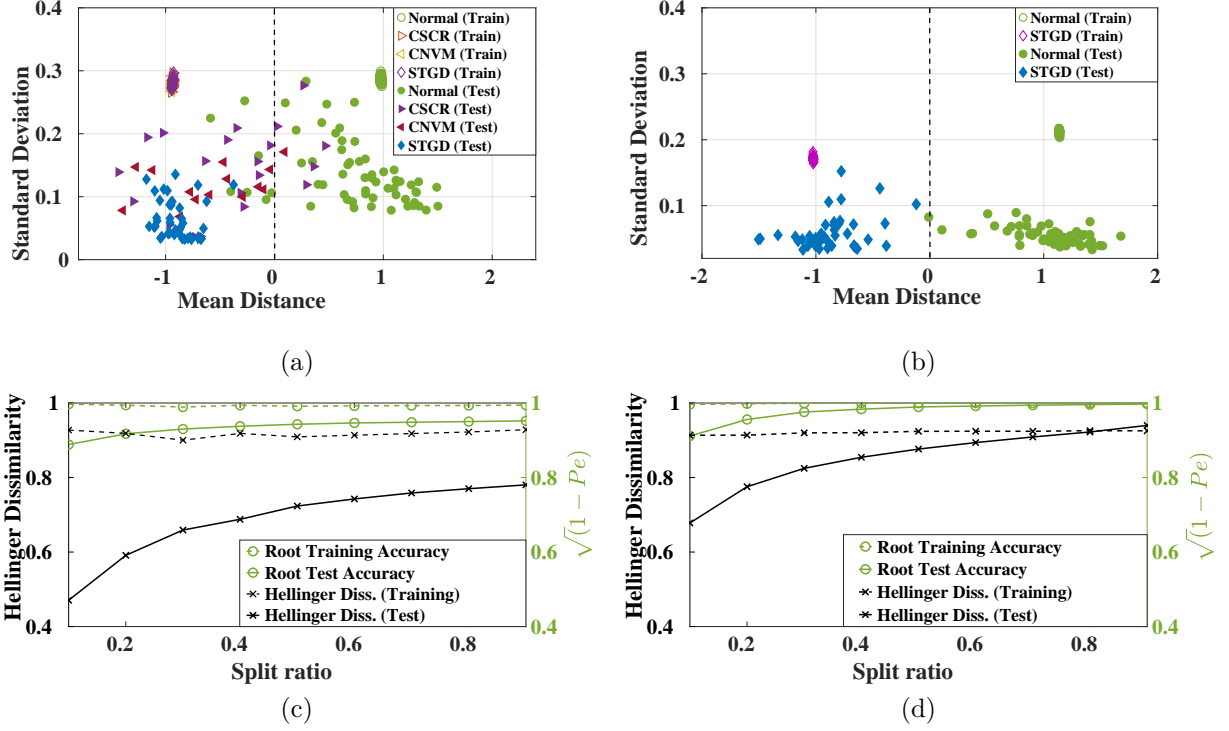 Standard Deviation
0.4
0.3
0.2
0.1
0
-1
0
1
2
Mean Distance
Normal (Train)
CSCR (Train)
CNVM (Train)
STGD (Train)
Normal (Test)
CSCR (Test)
CNVM (Test)
STGD (Test)
(a)
Standard Deviation
0.4
0.3
0.2
0.1
-2
-1
0
1
2
Mean Distance
Normal (Train)
STGD (Train)
Normal (Test)
STGD (Test)
(b)
Hellinger Dissimilarity
1
0.8
0.6
0.4
0.2
0.4
0.6
0.8
Split ratio
1
0.8
0.6
0.4
√(1 − Pe)
Root Training Accuracy
Root Test Accuracy
Hellinger Diss. (Training)
Hellinger Diss. (Test)
(c)
Hellinger Dissimilarity
1
0.8
0.6
0.4
0.2
0.4
0.6
0.8
Split ratio
1
0.8
0.6
0.4
√(1 − Pe)
Root Training Accuracy
Root Test Accuracy
Hellinger Diss. (Training)
Hellinger Diss. (Test)
(d)